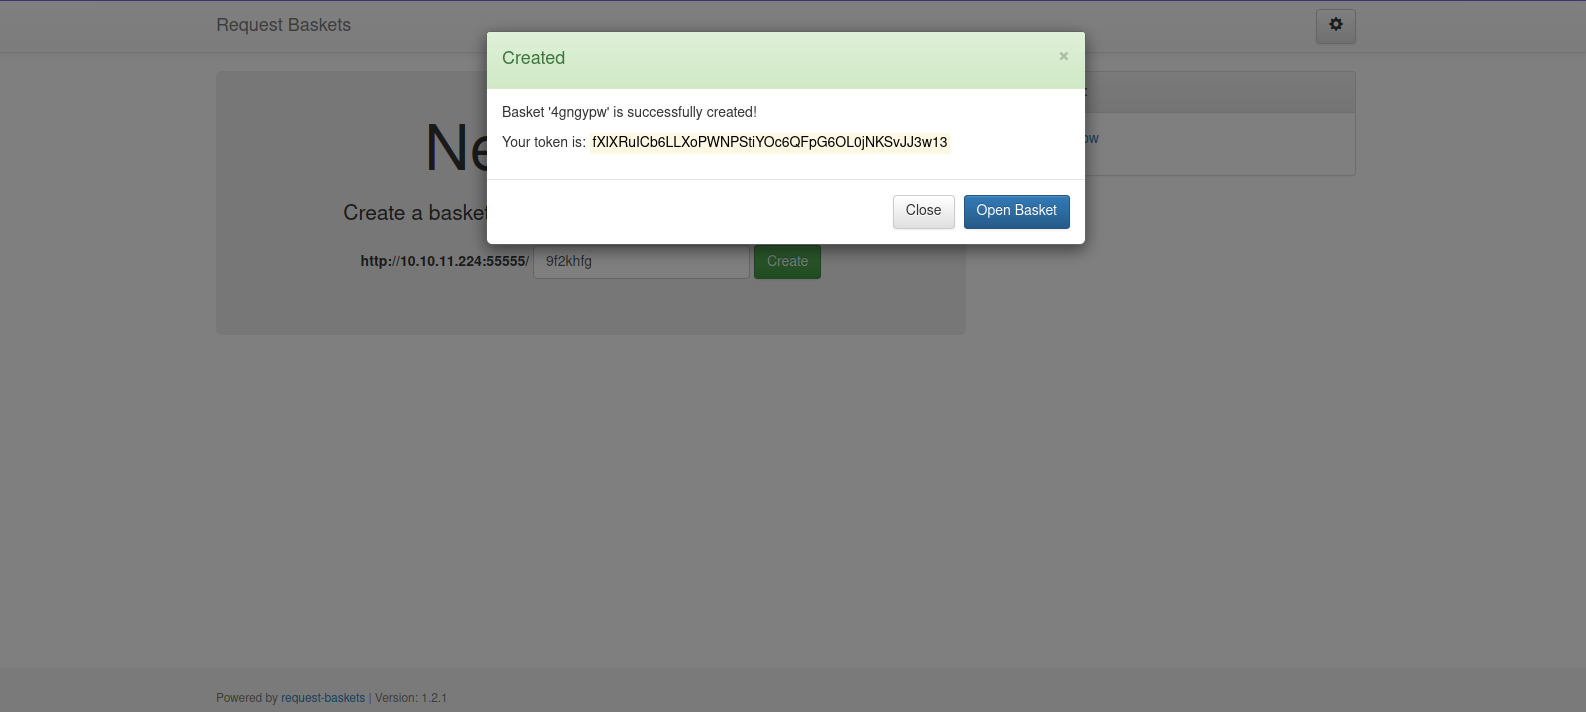 Request Baskets
Created ×
Basket '4gngypw' is successfully created!
Your token is: fXlXRuICb6LLXoPWNPStiYOc6QFpG6OL0jNKSvJJ3w13
Close Open Basket
Ne
Create a basket
http://10.10.11.224:55555/ 9f2khfg Create
ow
Powered by request-baskets | Version: 1.2.1